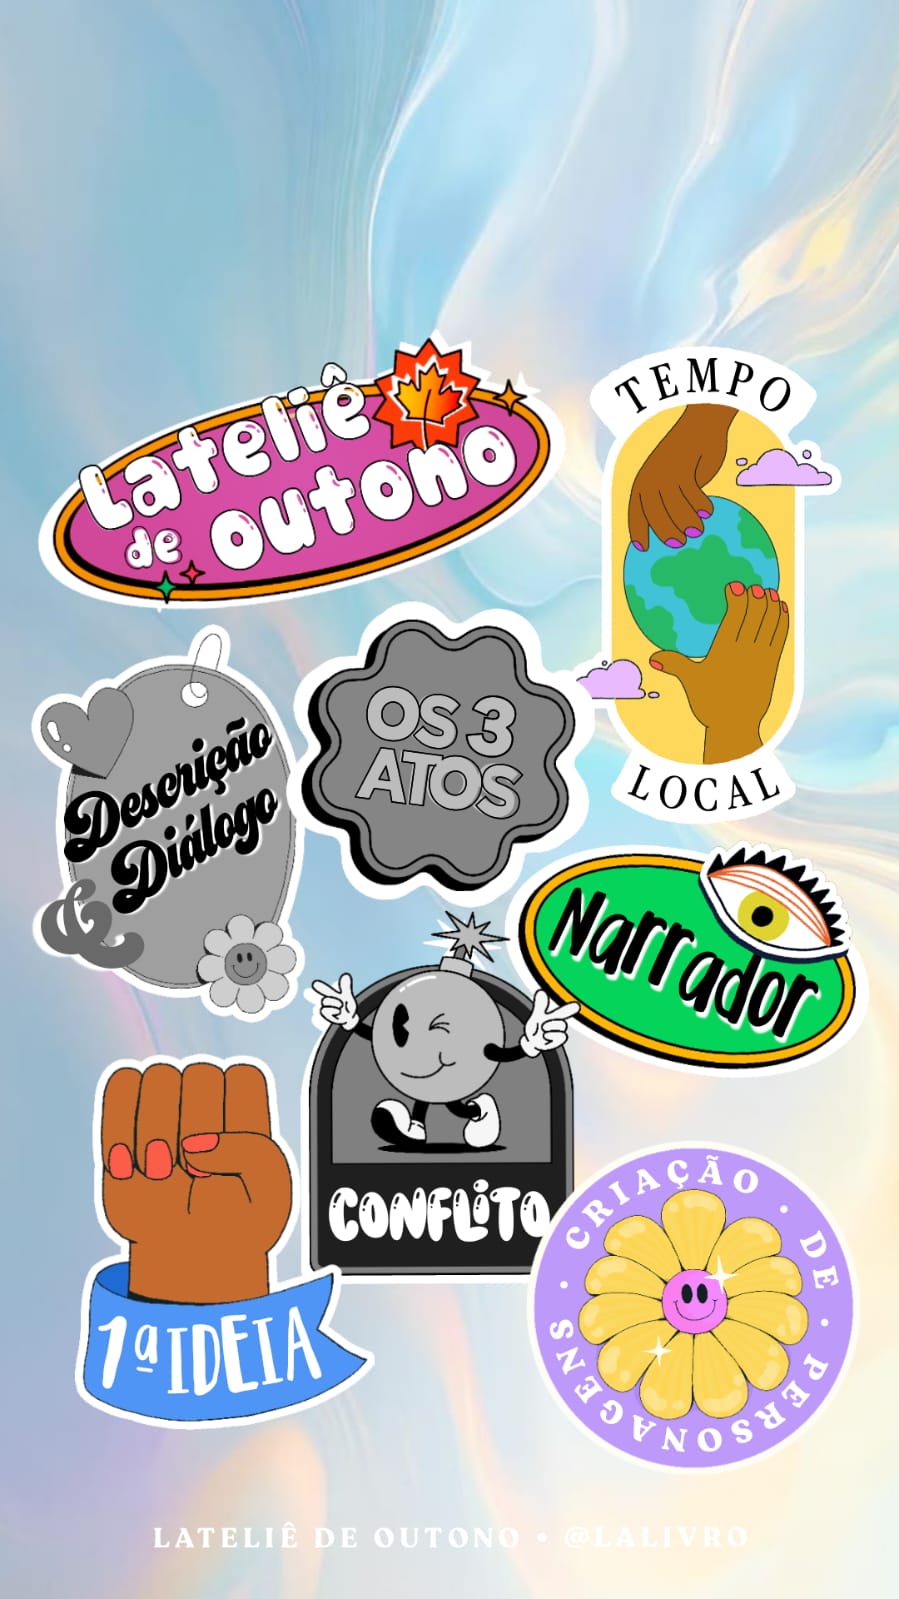 Lateliê
de outono
TEMPO
LOCAL
Descrição
& Diálogo
OS 3
ATOS
Narrador
CONFLITO
1ª IDEIA
CRIAÇÃO • DE • PERSONAGENS •
LATELIÊ DE OUTONO • @LALIVRO